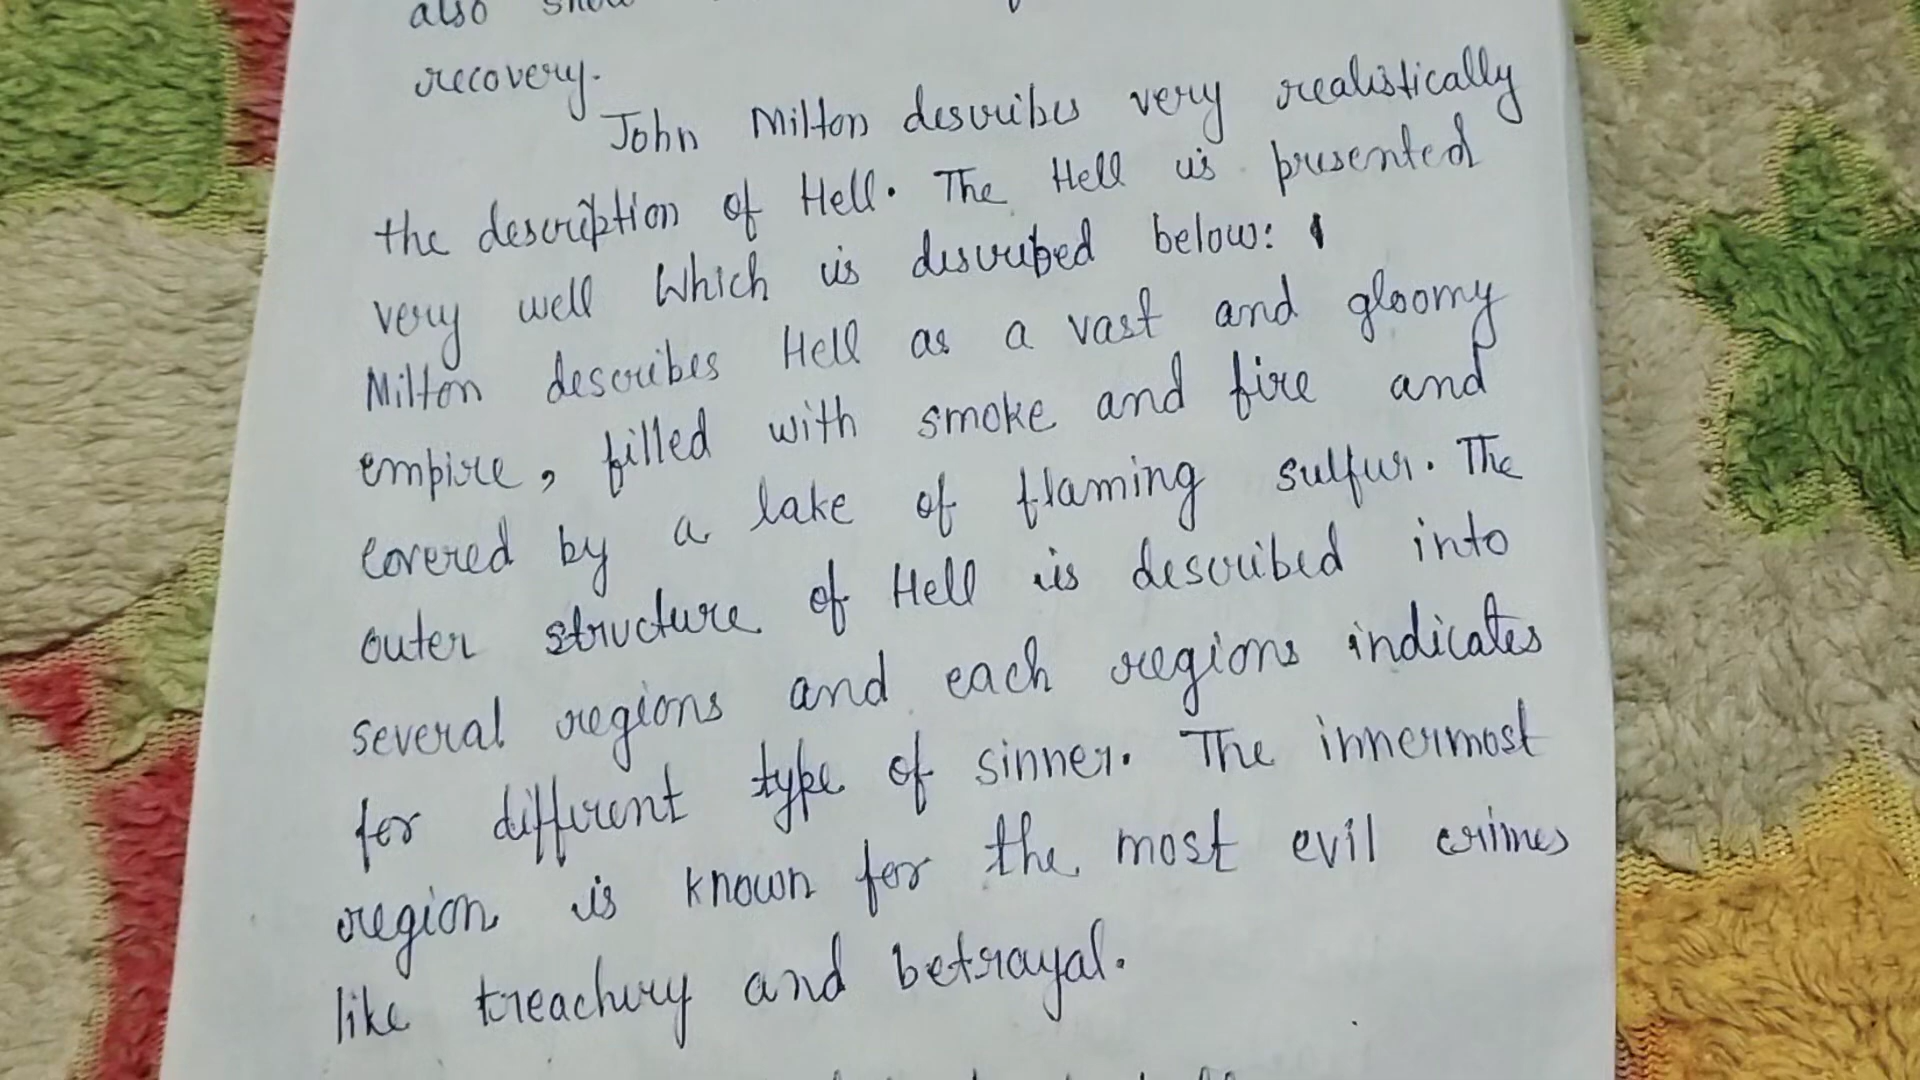 also
recovery.
John Milton describes very realistically
the description of Hell. The Hell is presented
very well Which is described below:
Milton describes Hell as a vast and gloomy
empire, filled with smoke and fire and
covered by a lake of flaming sulfur. The
outer structure of Hell is described into
several regions and each regions indicates
for different type of sinner. The innermost
region is known for the most evil crimes
like treachery and betrayal.